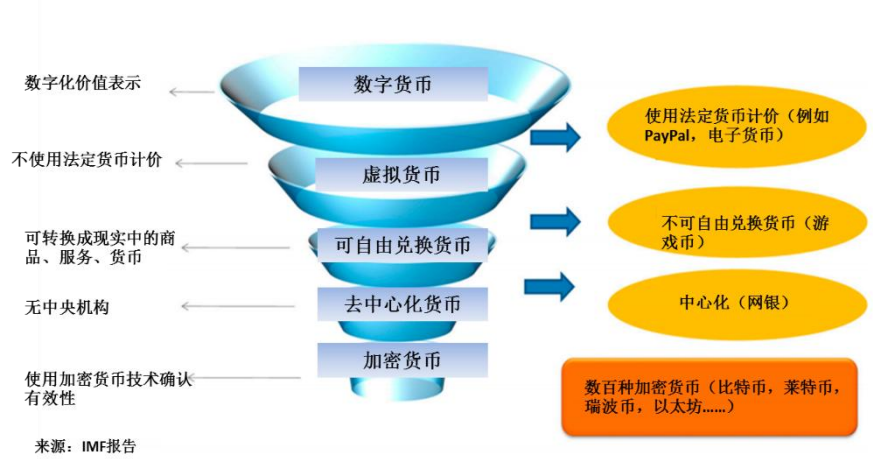 数字化价值表示
数字货币
使用法定货币计价（例如
PayPal，电子货币）
不使用法定货币计价
虚拟货币
可转换成现实中的商
品、服务、货币
可自由兑换货币
不可自由兑换货币（游
戏币）
无中央机构
去中心化货币
中心化（网银）
使用加密货币技术确认
有效性
加密货币
数百种加密货币（比特币，莱特币，
瑞波币，以太坊……）
来源：IMF报告